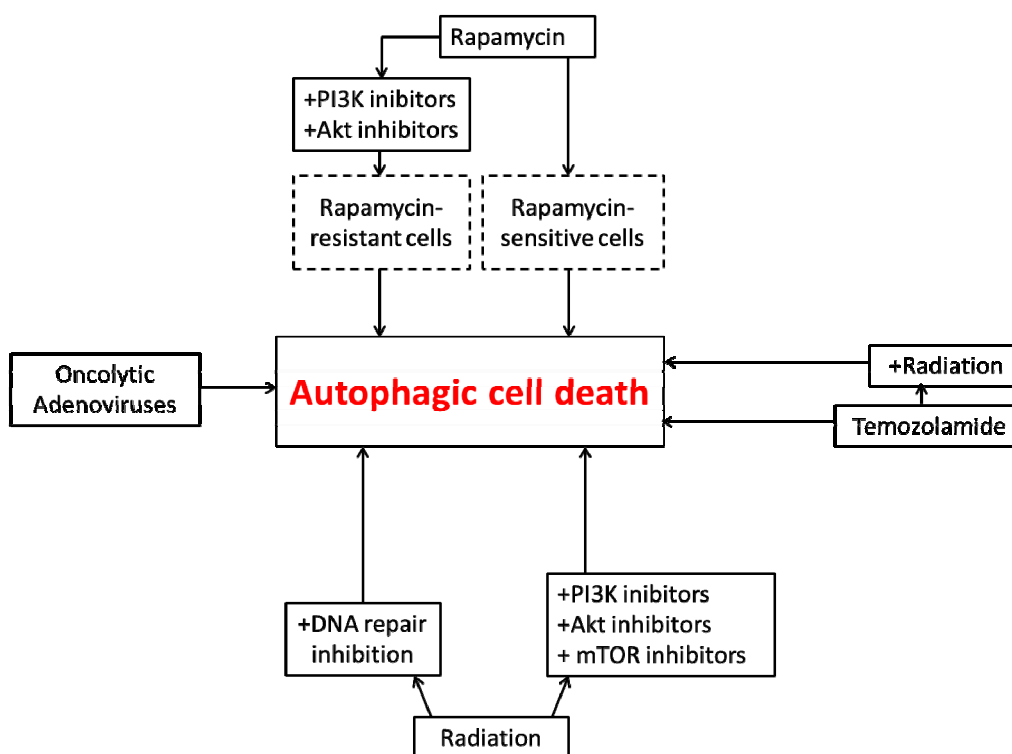 Rapamycin
+PI3K inibitors
+Akt inhibitors
Rapamycin-
resistant cells
Rapamycin-
sensitive cells
Oncolytic
Adenoviruses
Autophagic cell death
+Radiation
Temozolamide
+DNA repair
inhibition
+PI3K inibitors
+Akt inhibitors
+ mTOR inhibitors
Radiation